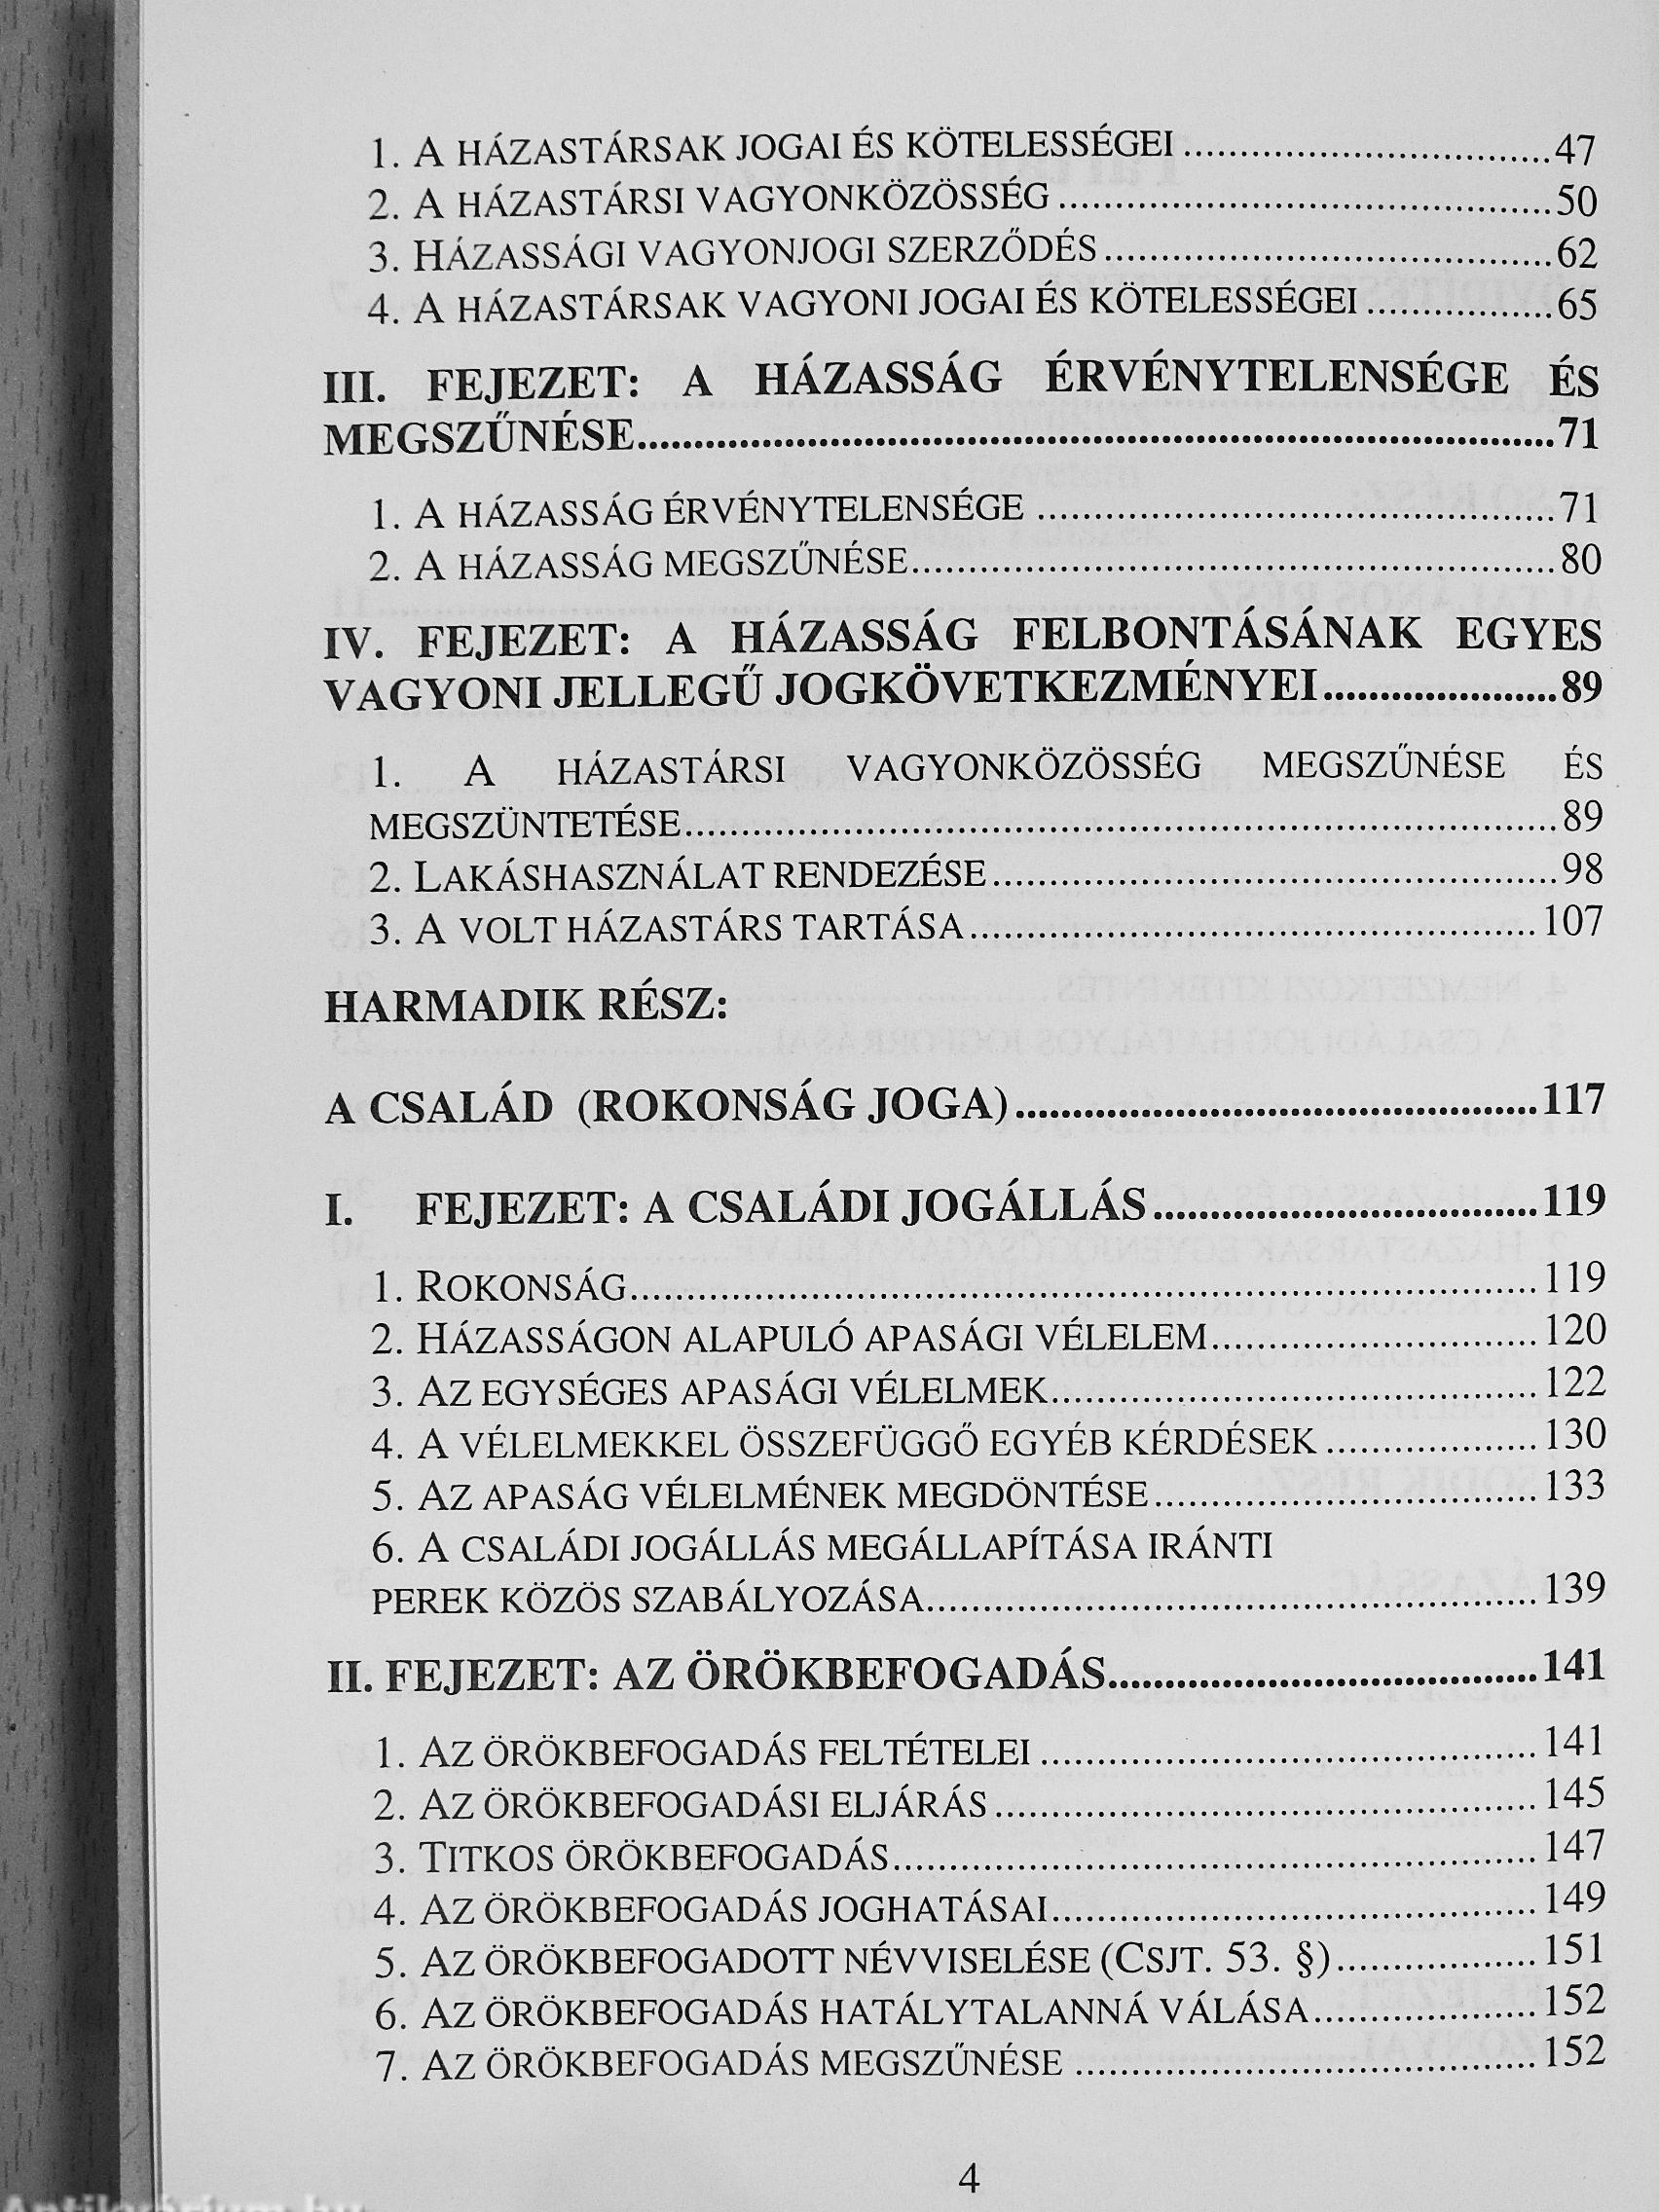 1. A HÁZASTÁRSAK JOGAI ÉS KÖTELESSÉGEI ................................47
2. A HÁZASTÁRSI VAGYONKÖZÖSSÉG ............................................50
3. HÁZASSÁGI VAGYONJOGI SZERZŐDÉS ........................................62
4. A HÁZASTÁRSAK VAGYONI JOGAI ÉS KÖTELESSÉGEI .................65
III. FEJEZET: A HÁZASSÁG ÉRVÉNYTELENSÉGE ÉS
MEGSZŰNÉSE................................................................................71
1. A HÁZASSÁG ÉRVÉNYTELENSÉGE ..............................................71
2. A HÁZASSÁG MEGSZŰNÉSE.........................................................80
IV. FEJEZET: A HÁZASSÁG FELBONTÁSÁNAK EGYES
VAGYONI JELLEGŰ JOGKÖVETKEZMÉNYEI.....................89
1. A HÁZASTÁRSI VAGYONKÖZÖSSÉG MEGSZŰNÉSE ÉS
MEGSZÜNTETÉSE.............................................................................89
2. LAKÁSHASZNÁLAT RENDEZÉSE..................................................98
3. A VOLT HÁZASTÁRS TARTÁSA..................................................107
HARMADIK RÉSZ:
A CSALÁD (ROKONSÁG JOGA)..............................................117
I. FEJEZET: A CSALÁDI JOGÁLLÁS..................................119
1. ROKONSÁG................................................................................119
2. HÁZASSÁGON ALAPULÓ APASÁGI VÉLELEM.............................120
3. AZ EGYSÉGES APASÁGI VÉLELMEK...........................................122
4. A VÉLELMEKKEL ÖSSZEFÜGGŐ EGYÉB KÉRDÉSEK ...................130
5. AZ APASÁG VÉLELMÉNEK MEGDÖNTÉSE..................................133
6. A CSALÁDI JOGÁLLÁS MEGÁLLAPÍTÁSA IRÁNTI
PEREK KÖZÖS SZABÁLYOZÁSA......................................................139
II. FEJEZET: AZ ÖRÖKBEFOGADÁS......................................141
1. AZ ÖRÖKBEFOGADÁS FELTÉTELEI ............................................141
2. AZ ÖRÖKBEFOGADÁSI ELJÁRÁS ................................................145
3. TITKOS ÖRÖKBEFOGADÁS.........................................................147
4. AZ ÖRÖKBEFOGADÁS JOGHATÁSAI...........................................149
5. AZ ÖRÖKBEFOGADOTT NÉVVISELÉSE (CSJT. 53. §)..................151
6. AZ ÖRÖKBEFOGADÁS HATÁLYTALANNÁ VÁLÁSA....................152
7. AZ ÖRÖKBEFOGADÁS MEGSZŰNÉSE .........................................152
4